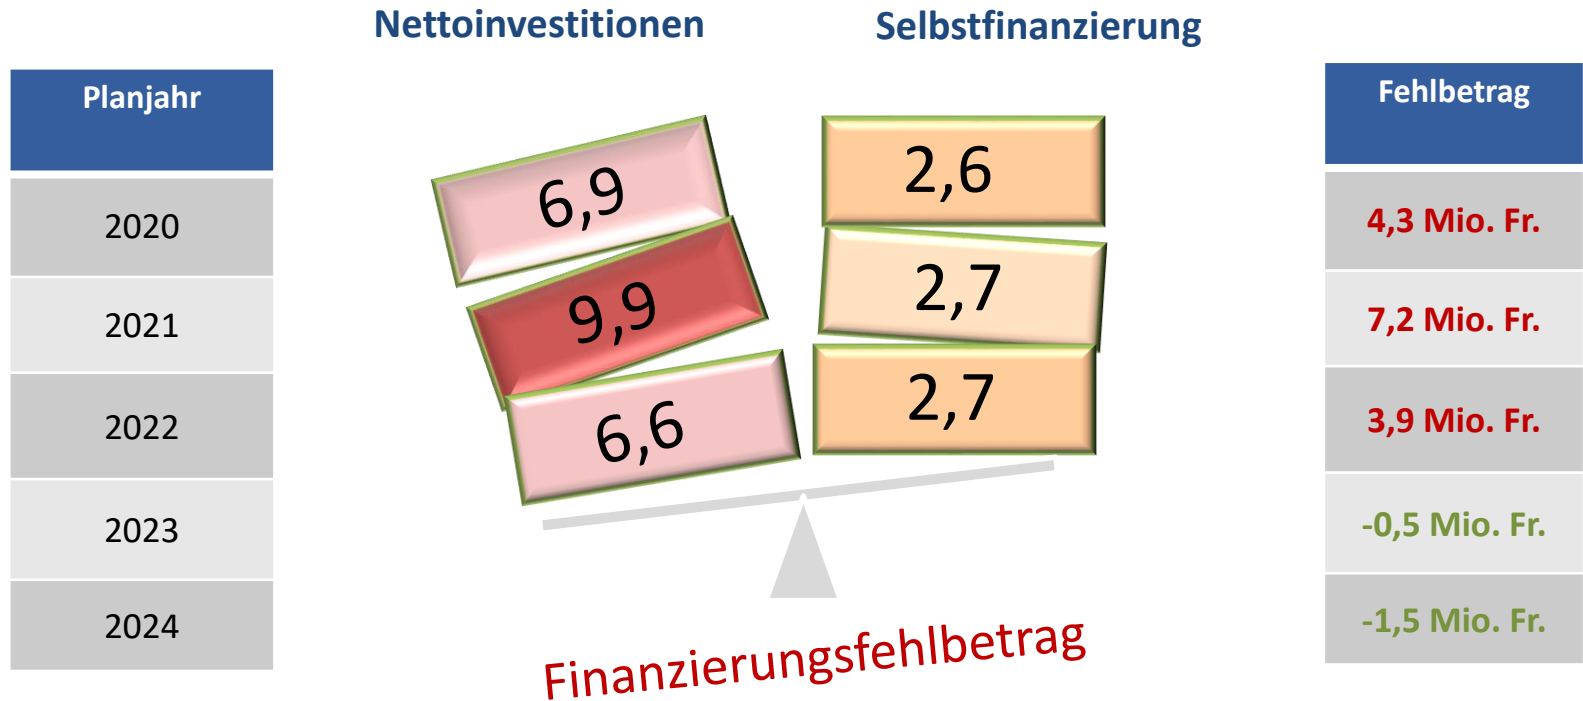 Nettoinvestitionen
Selbstfinanzierung
Planjahr
Fehlbetrag
2020
6,9
2,6
4,3 Mio. Fr.
2021
9,9
2,7
7,2 Mio. Fr.
2022
6,6
2,7
3,9 Mio. Fr.
2023
-0,5 Mio. Fr.
2024
-1,5 Mio. Fr.
Finanzierungsfehlbetrag